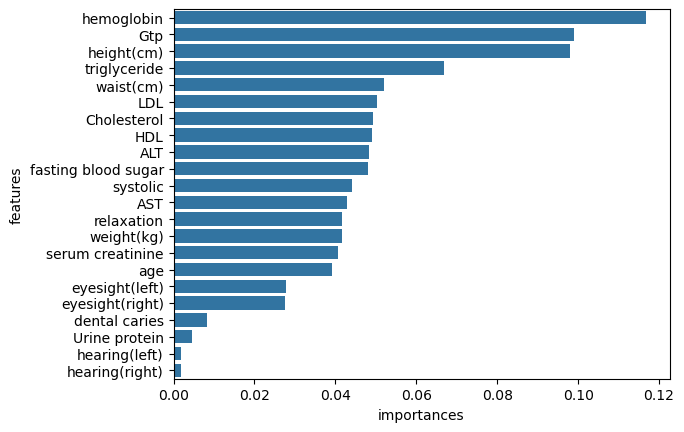 hemoglobin
Gtp
height(cm)
triglyceride
waist(cm)
LDL
Cholesterol
HDL
ALT
fasting blood sugar
systolic
AST
relaxation
weight(kg)
serum creatinine
age
eyesight(left)
eyesight(right)
dental caries
Urine protein
hearing(left)
hearing(right)
features
0.00 0.02 0.04 0.06 0.08 0.10 0.12
importances